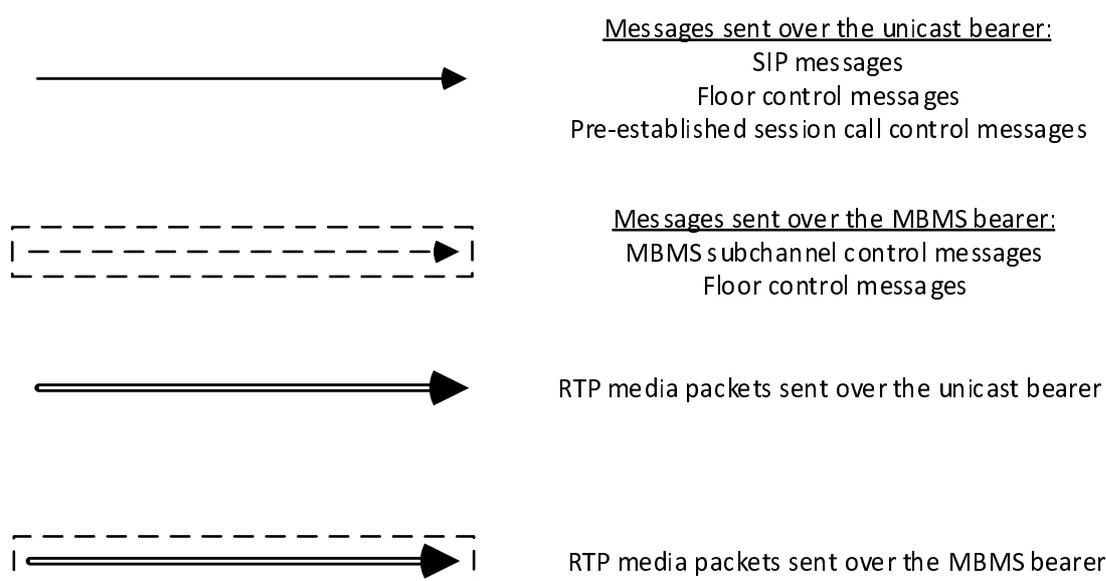 Messages sent over the unicast bearer:
SIP messages
Floor control messages
Pre-established session call control messages
Messages sent over the MBMS bearer:
MBMS subchannel control messages
Floor control messages
RTP media packets sent over the unicast bearer
RTP media packets sent over the MBMS bearer